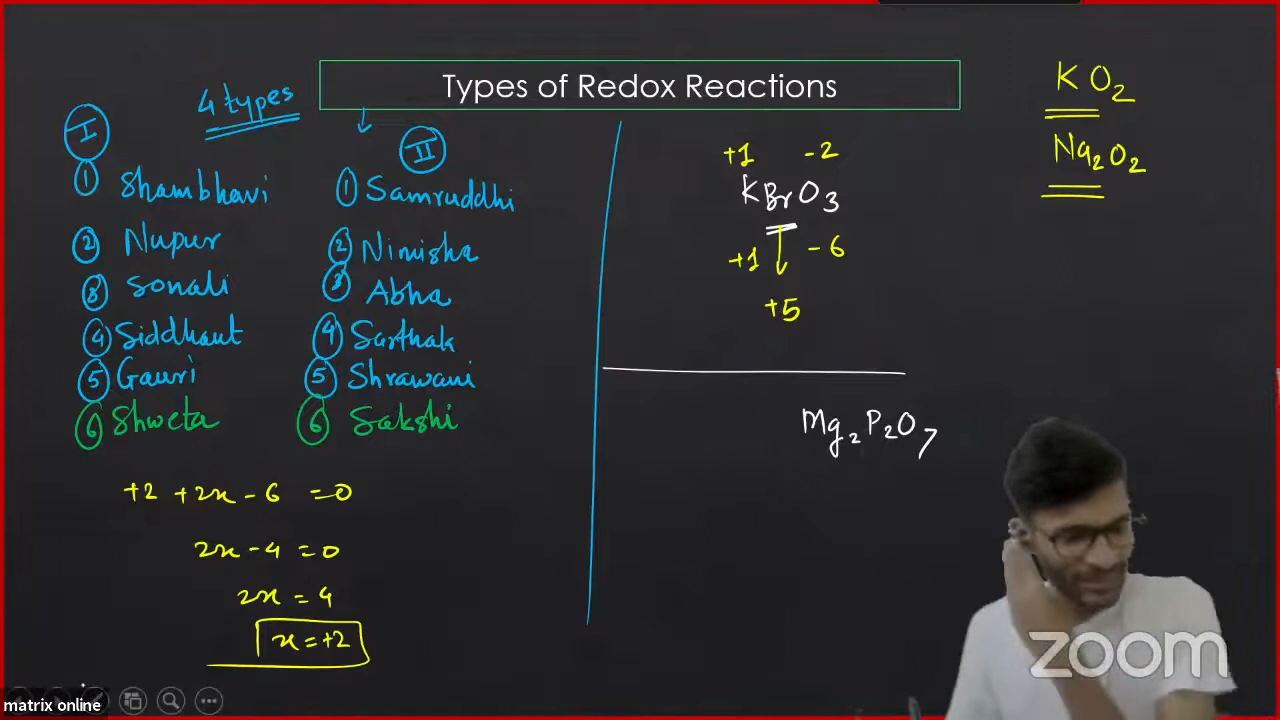 Types of Redox Reactions
4 types
I
① Shambhavi
② Nupur
③ Sonali
④ Siddhant
⑤ Gauri
⑥ Shweta
II
① Samruddhi
② Nimisha
③ Abha
④ Sarthak
⑤ Shrawani
⑥ Sakshi
+2 +2x - 6 = 0
2x - 4 = 0
2x = 4
x = +2
+1 -2
KBrO3
+1 -6
+5
Mg2P2O7
KO2
Na2O2
zoom
matrix online